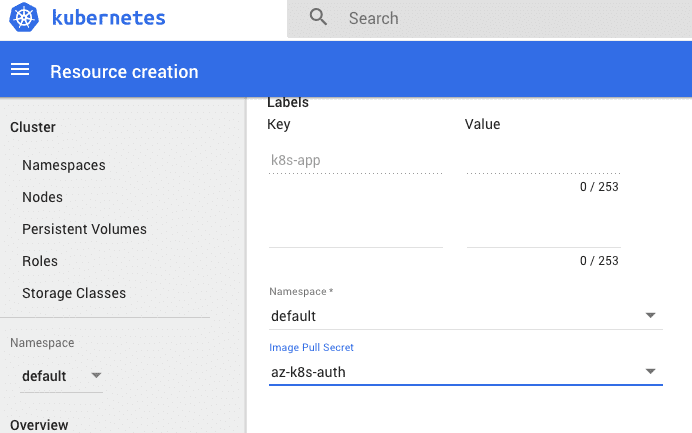 kubernetes
Search
Resource creation
Cluster
Namespaces
Nodes
Persistent Volumes
Roles
Storage Classes
Namespace
default
Overview
Labels
Key Value
k8s-app
0 / 253
0 / 253
Namespace *
default
Image Pull Secret
az-k8s-auth